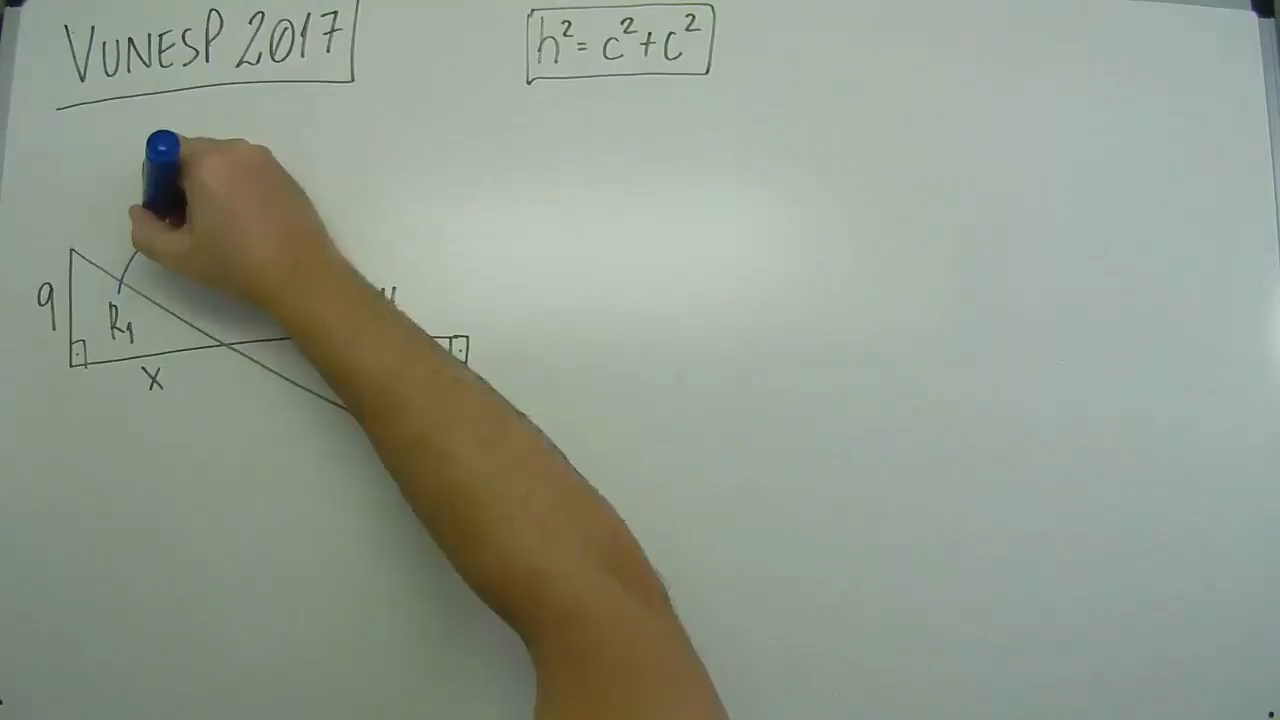 VUNESP 2017
h² = c² + c²
9
R₁
x